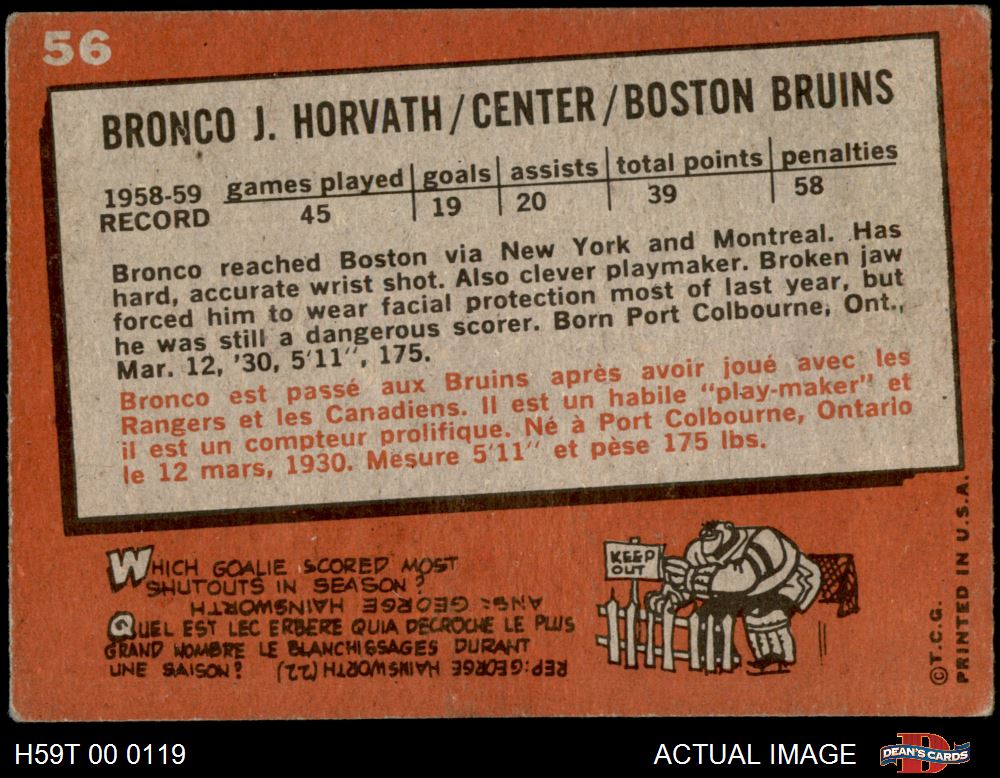 56
BRONCO J. HORVATH/CENTER/BOSTON BRUINS
1958-59 RECORD
games played goals assists total points penalties
45 19 20 39 58
Bronco reached Boston via New York and Montreal. Has
hard, accurate wrist shot. Also clever playmaker. Broken jaw
forced him to wear facial protection most of last year, but
he was still a dangerous scorer. Born Port Colbourne, Ont.,
Mar. 12, '30, 5'11", 175.
Bronco est passé aux Bruins après avoir joué avec les
Rangers et les Canadiens. Il est un habile "play-maker" et
il est un compteur prolifique. Né à Port Colbourne, Ontario
le 12 mars, 1930. Mesure 5'11" et pèse 175 lbs.
WHICH GOALIE SCORED MOST
SHUTOUTS IN SEASON?
ANS: GEORGE HAINSWORTH
QUEL EST LEC ERBERE QUIA DECROCHE LE PLUS
GRAND NOMBRE LE BLANCHISSAGES DURANT
UNE SAISON?
REP: GEORGE HAINSWORTH (22)
KEEP
OUT
©T.C.G. PRINTED IN U.S.A.
H59T 00 0119
ACTUAL IMAGE
D
DEAN'S CARDS